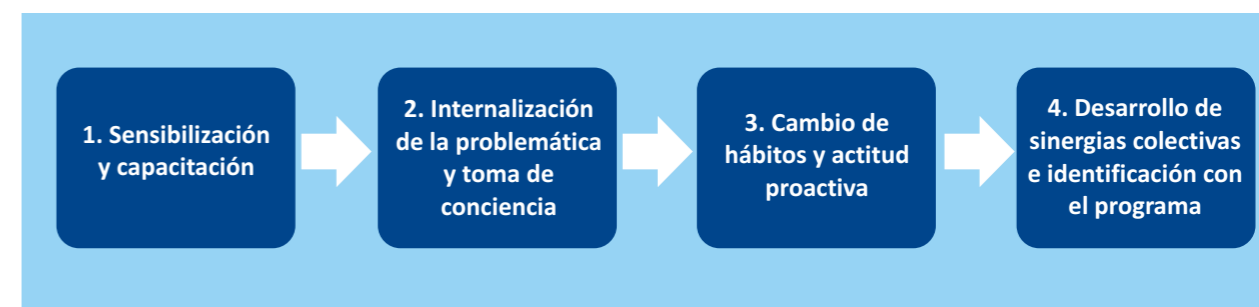 1. Sensibilización
y capacitación
2. Internalización
de la problemática
y toma de
conciencia
3. Cambio de
hábitos y actitud
proactiva
4. Desarrollo de
sinergias colectivas
e identificación con
el programa